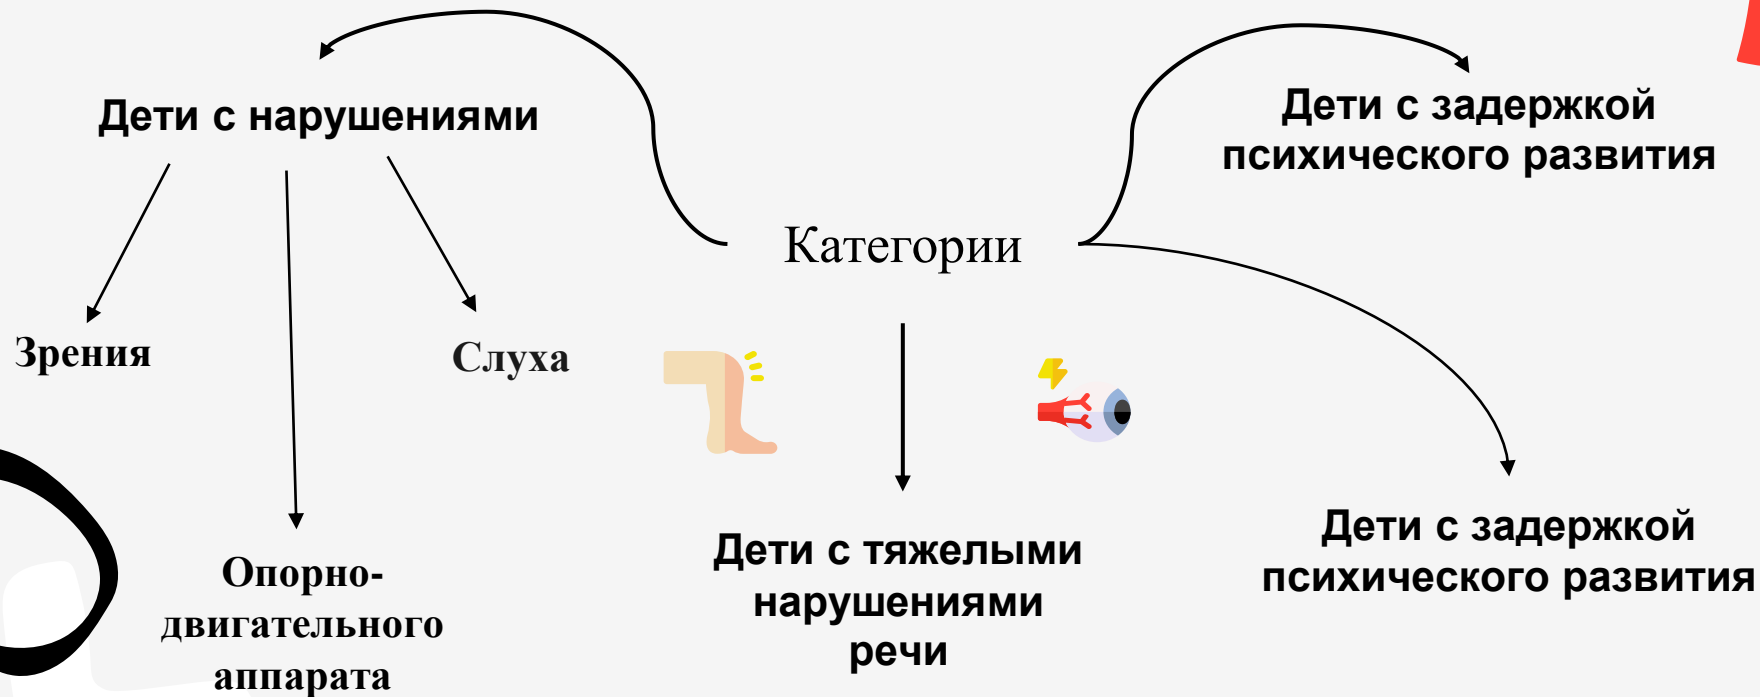 Дети с нарушениями
Дети с задержкой
психического развития
Категории
Зрения
Слуха
Опорно-
двигательного
аппарата
Дети с тяжелыми
нарушениями
речи
Дети с задержкой
психического развития